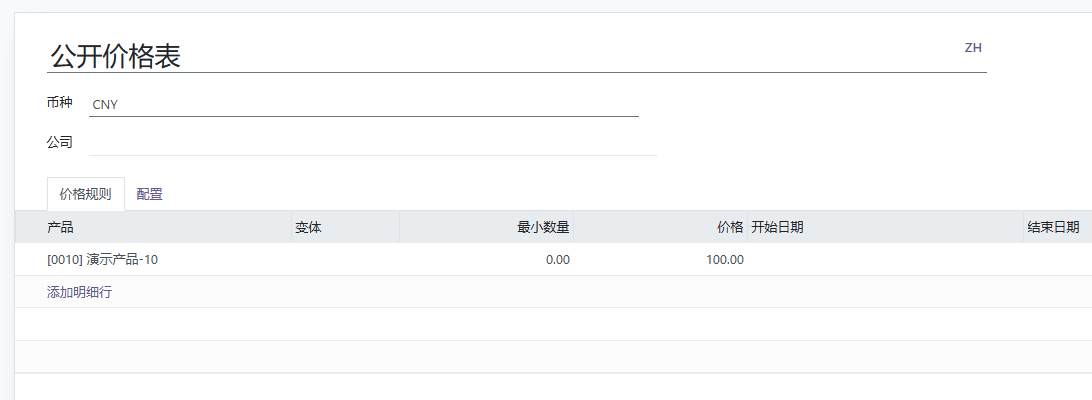 公开价格表 ZH
币种 CNY
公司
价格规则 配置
产品 变体 最小数量 价格 开始日期 结束日期
[0010] 演示产品-10 0.00 100.00
添加明细行